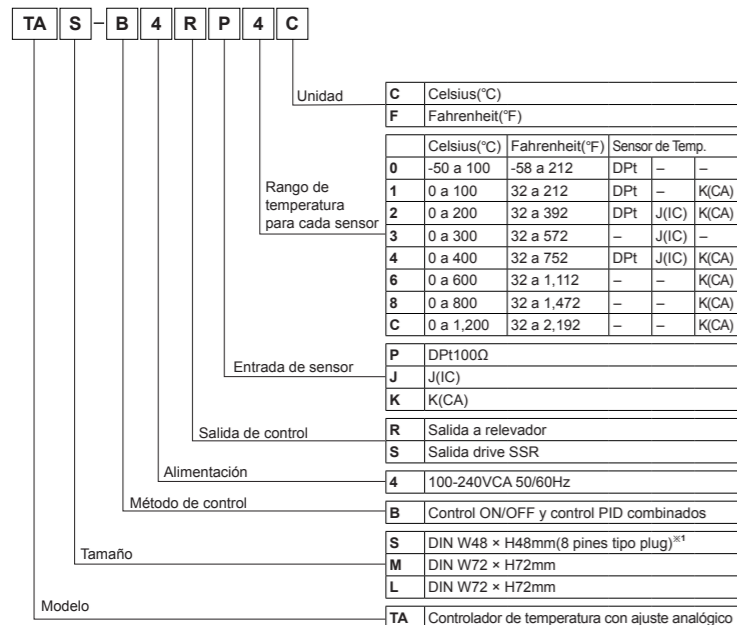 TA S - B 4 R P 4 C
Unidad
C Celsius(℃)
F Fahrenheit(℉)
Rango de
temperatura
para cada sensor
Celsius(℃) Fahrenheit(℉) Sensor de Temp.
0 -50 a 100 -58 a 212 DPt – –
1 0 a 100 32 a 212 DPt – K(CA)
2 0 a 200 32 a 392 DPt J(IC) K(CA)
3 0 a 300 32 a 572 – J(IC) –
4 0 a 400 32 a 752 DPt J(IC) K(CA)
6 0 a 600 32 a 1,112 – – K(CA)
8 0 a 800 32 a 1,472 – – K(CA)
C 0 a 1,200 32 a 2,192 – – K(CA)
Entrada de sensor
P DPt100Ω
J J(IC)
K K(CA)
Salida de control
R Salida a relevador
S Salida drive SSR
Alimentación
4 100-240VCA 50/60Hz
Método de control
B Control ON/OFF y control PID combinados
Tamaño
S DIN W48 × H48mm(8 pines tipo plug)※1
M DIN W72 × H72mm
L DIN W72 × H72mm
Modelo
TA Controlador de temperatura con ajuste analógico